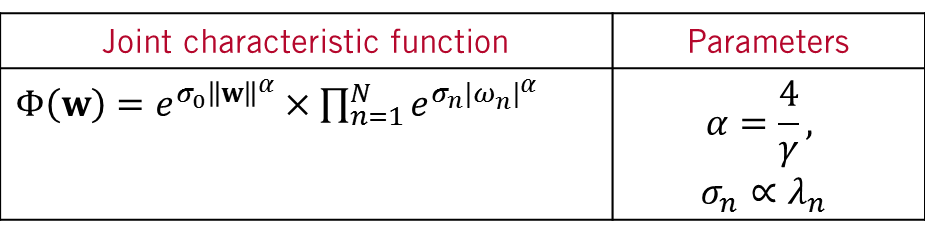 Joint characteristic function
Parameters
Φ(𝐰) = e^{σ₀‖𝐰‖^α} × ∏_{n=1}^{N} e^{σₙ|ωₙ|^α}
α = 4/γ,
σₙ ∝ λₙ